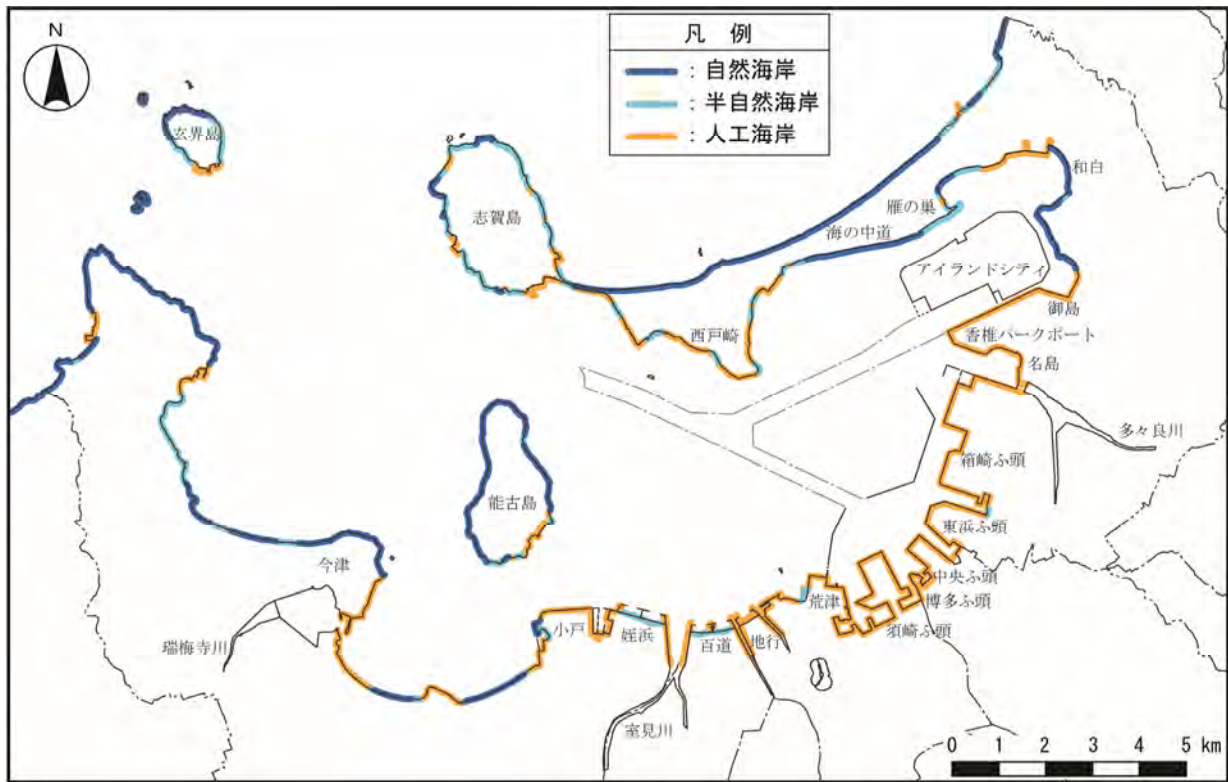 N
凡 例
：自然海岸
：半自然海岸
：人工海岸
玄界島
志賀島
和白
雁の巣
海の中道
アイランドシティ
御島
香椎パークポート
西戸崎
名島
多々良川
箱崎ふ頭
能古島
東浜ふ頭
今津
中央ふ頭
荒津
博多ふ頭
小戸
姪浜
百道
地行
須崎ふ頭
瑞梅寺川
室見川
0 1 2 3 4 5 km